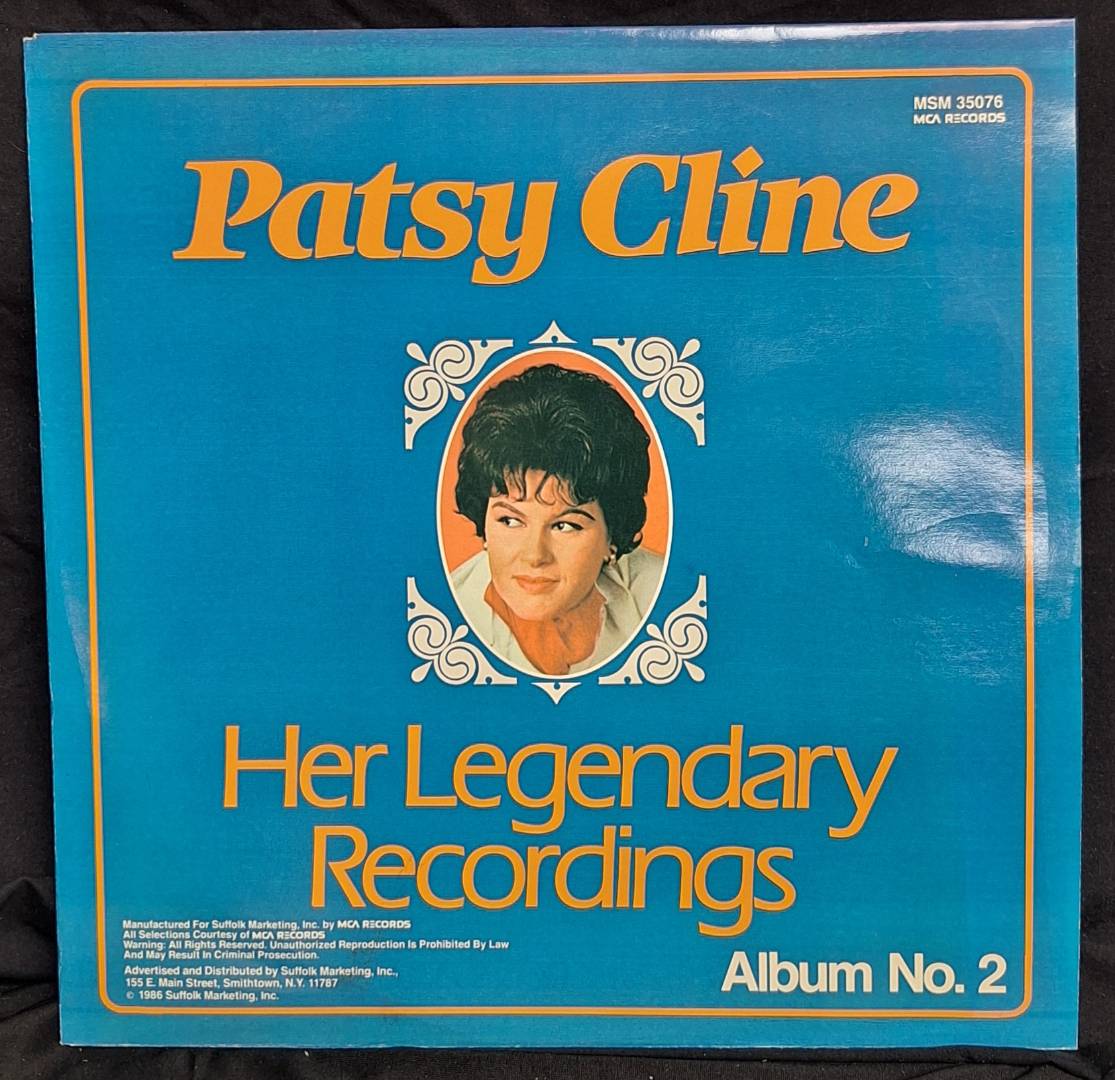 MSM 35076
MCA RECORDS
Patsy Cline
Her Legendary
Recordings
Manufactured For Suffolk Marketing, Inc. by MCA RECORDS
All Selections Courtesy of MCA RECORDS
Warning: All Rights Reserved. Unauthorized Reproduction Is Prohibited By Law
And May Result In Criminal Prosecution.
Advertised and Distributed by Suffolk Marketing, Inc.,
155 E. Main Street, Smithtown, N.Y. 11787
© 1986 Suffolk Marketing, Inc.
Album No. 2